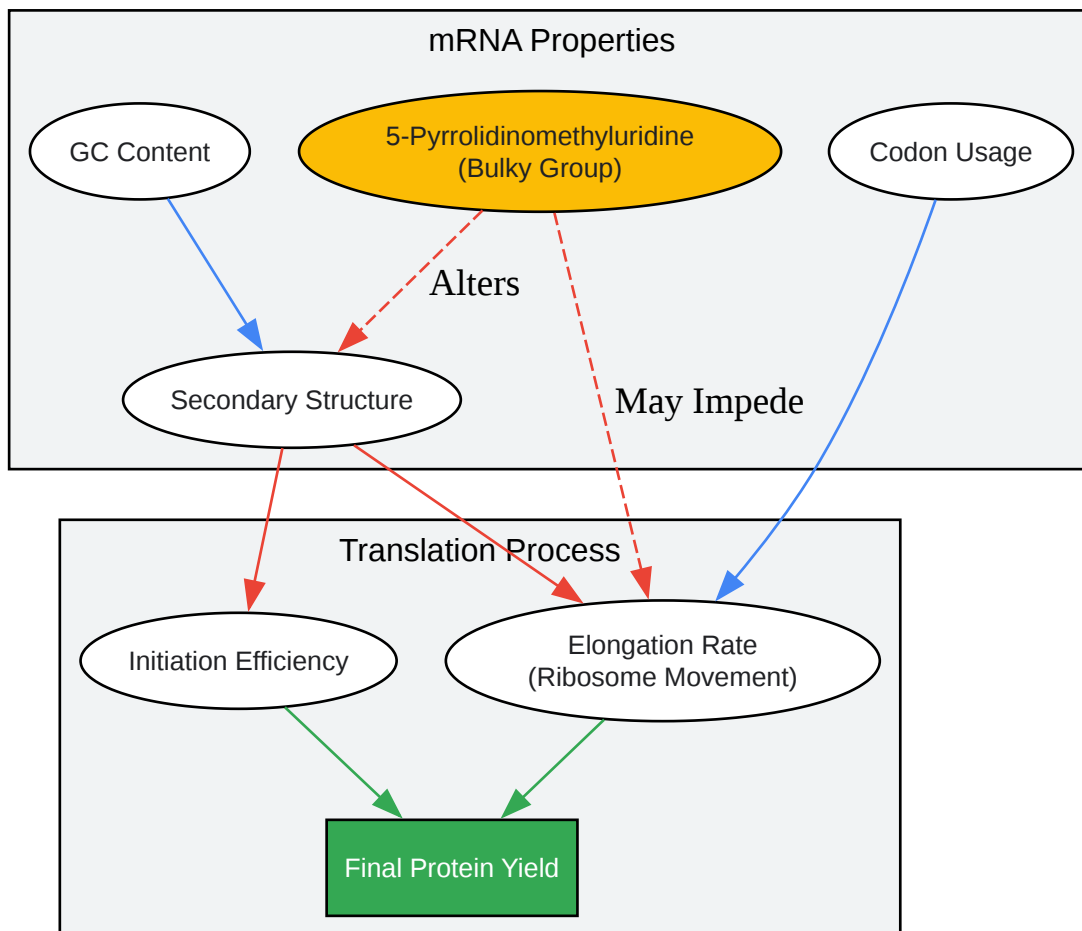 mRNA Properties
GC Content
5-Pyrrolidinomethyluridine
(Bulky Group)
Codon Usage
Alters
Secondary Structure
May Impede
Translation Process
Initiation Efficiency
Elongation Rate
(Ribosome Movement)
Final Protein Yield